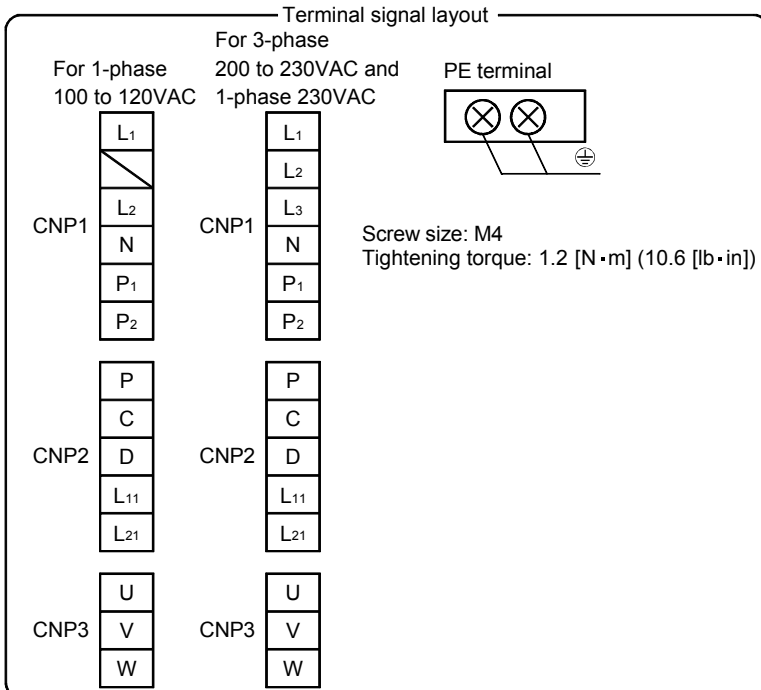 Terminal signal layout
For 1-phase
100 to 120VAC
For 3-phase
200 to 230VAC and
1-phase 230VAC
PE terminal
CNP1
L1
L2
N
P1
P2
CNP1
L1
L2
L3
N
P1
P2
Screw size: M4
Tightening torque: 1.2 [N▪m] (10.6 [lb▪in])
CNP2
P
C
D
L11
L21
CNP2
P
C
D
L11
L21
CNP3
U
V
W
CNP3
U
V
W